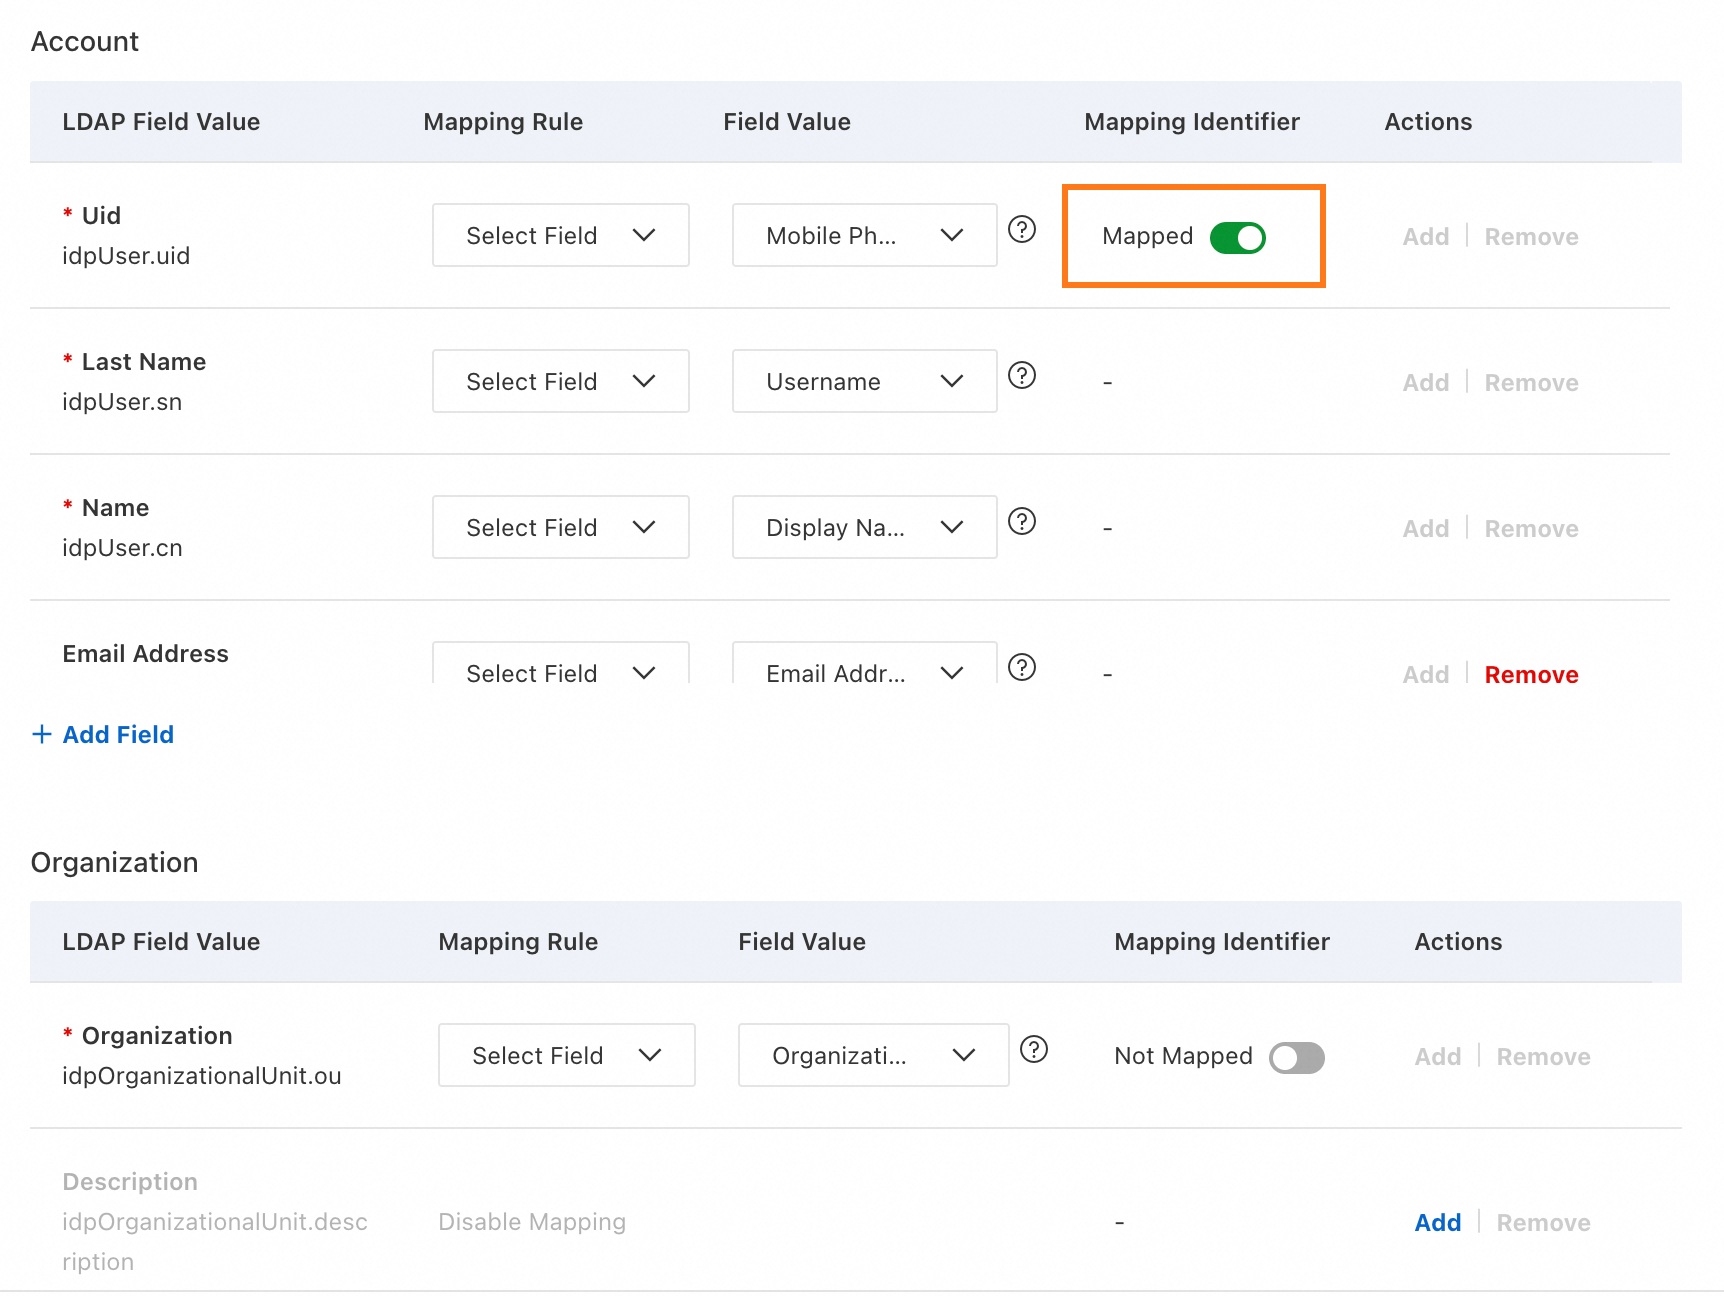 Account
LDAP Field Value Mapping Rule Field Value Mapping Identifier Actions
* Uid
idpUser.uid
Select Field Mobile Ph... ? Mapped Add Remove
* Last Name
idpUser.sn
Select Field Username ? - Add Remove
* Name
idpUser.cn
Select Field Display Na... ? - Add Remove
Email Address
Select Field Email Addr... ? - Add Remove
+ Add Field
Organization
LDAP Field Value Mapping Rule Field Value Mapping Identifier Actions
* Organization
idpOrganizationalUnit.ou
Select Field Organizati... ? Not Mapped Add Remove
Description
idpOrganizationalUnit.desc
ription
Disable Mapping - Add Remove